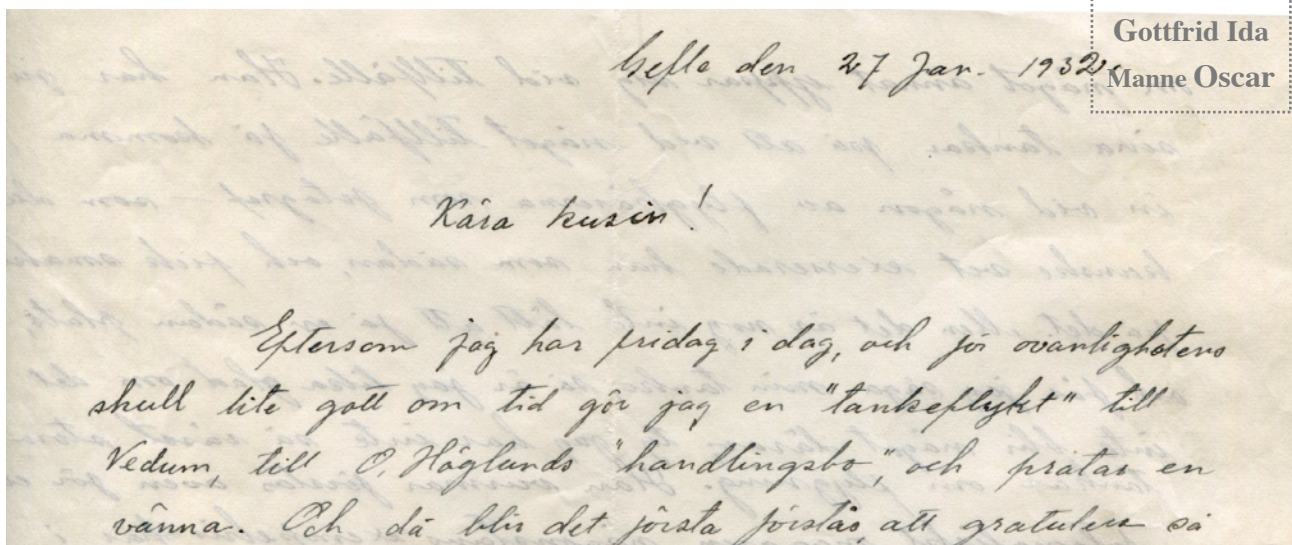 Gottfrid Ida
Manne Oscar
Gefle den 27 Jan. 1932.
Kära kusin!
Eftersom jag har fridag i dag, och för ovanlighetens
skull lite gott om tid gör jag en "tankeflykt" till
Vedum, till O. Höglunds "handlingsbo", och pratar en
vänna. Och då blir det första förstås, att gratulera så